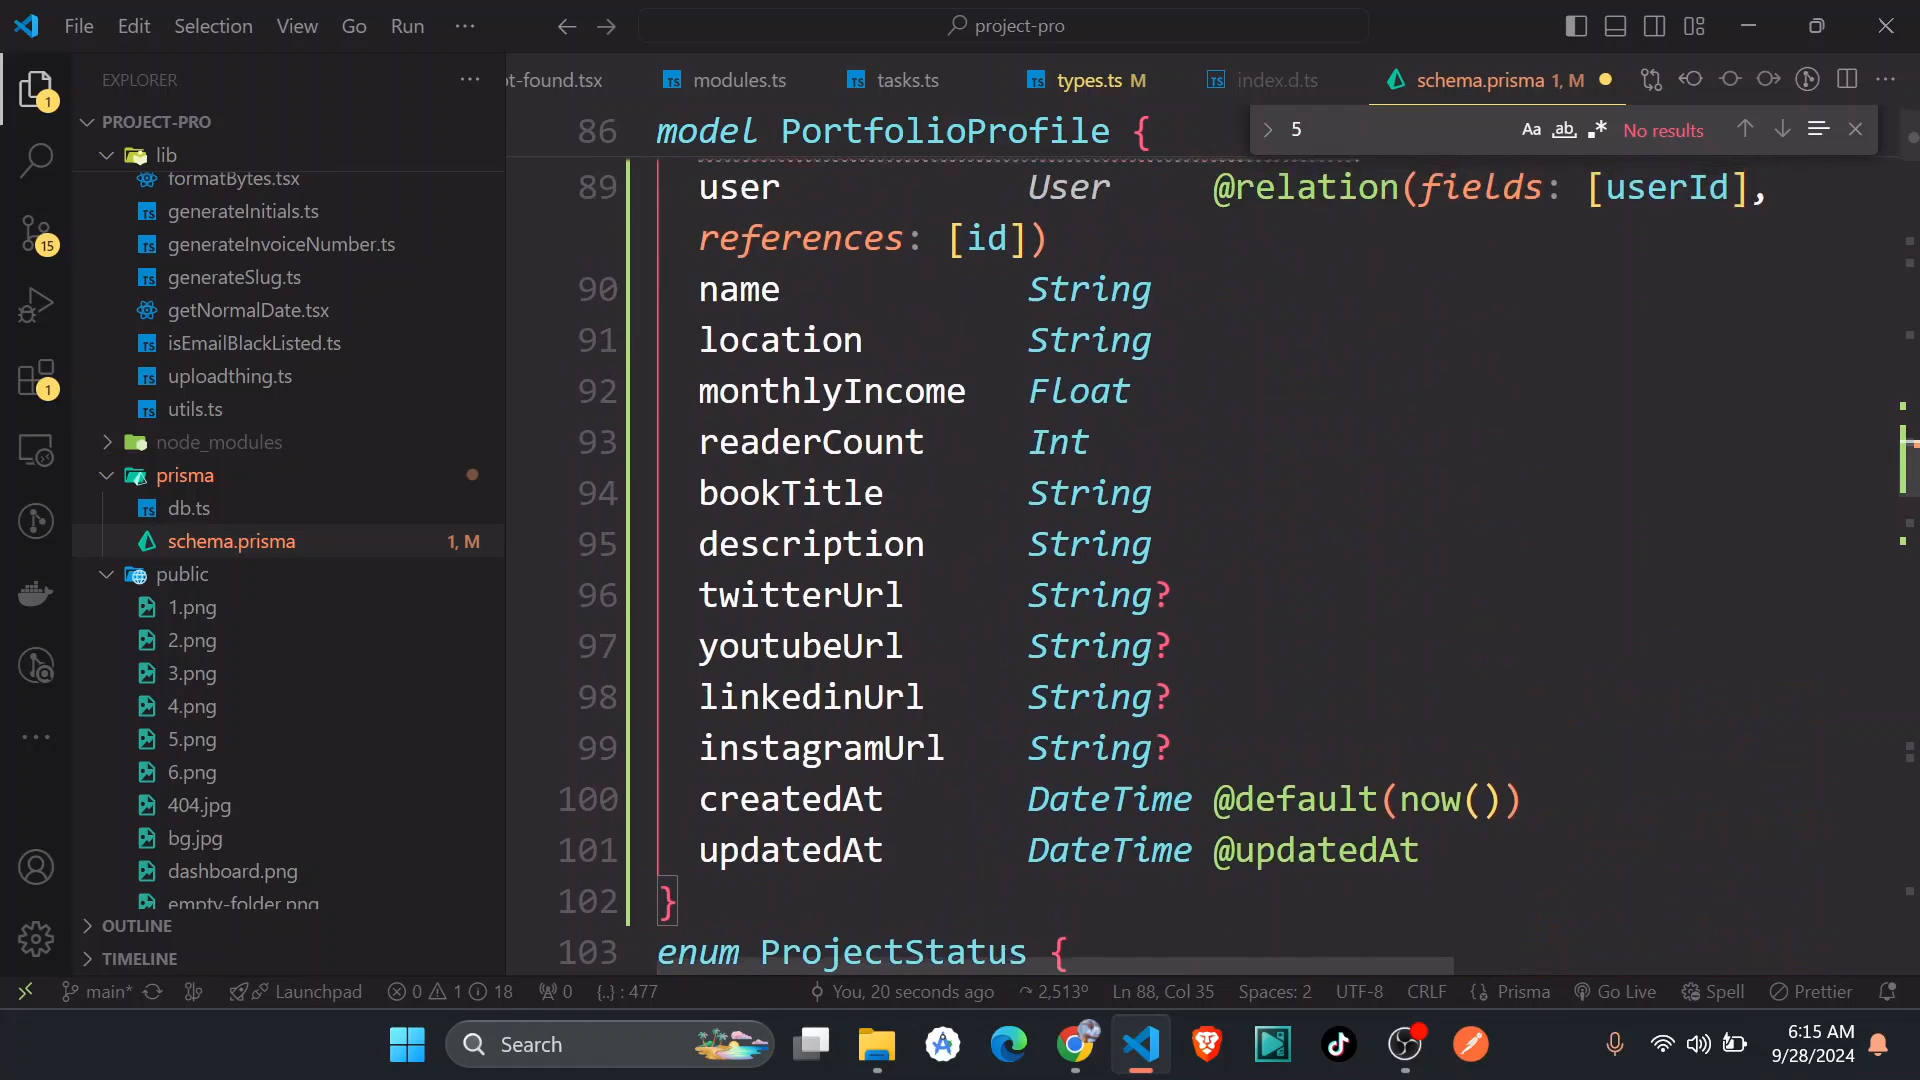 File Edit Selection View Go Run ··· project-pro
EXPLORER ···
PROJECT-PRO
lib
formatBytes.tsx
generateInitials.ts
generateInvoiceNumber.ts
generateSlug.ts
getNormalDate.tsx
isEmailBlackListed.ts
uploadthing.ts
utils.ts
node_modules
prisma
db.ts
schema.prisma 1, M
public
1.png
2.png
3.png
4.png
5.png
6.png
404.jpg
bg.jpg
dashboard.png
empty-folder.png
OUTLINE
TIMELINE
1
15
1
ot-found.tsx modules.ts tasks.ts types.ts M index.d.ts schema.prisma 1, M
5 Aa ab .* No results
86 model PortfolioProfile {
89 user User @relation(fields: [userId],
references: [id])
90 name String
91 location String
92 monthlyIncome Float
93 readerCount Int
94 bookTitle String
95 description String
96 twitterUrl String?
97 youtubeUrl String?
98 linkedinUrl String?
99 instagramUrl String?
100 createdAt DateTime @default(now())
101 updatedAt DateTime @updatedAt
102 }
103 enum ProjectStatus {
main* Launchpad 0 1 18 0 {..} : 477 You, 20 seconds ago 2,513º Ln 88, Col 35 Spaces: 2 UTF-8 CRLF Prisma Go Live Spell Prettier
Search
6:15 AM
9/28/2024